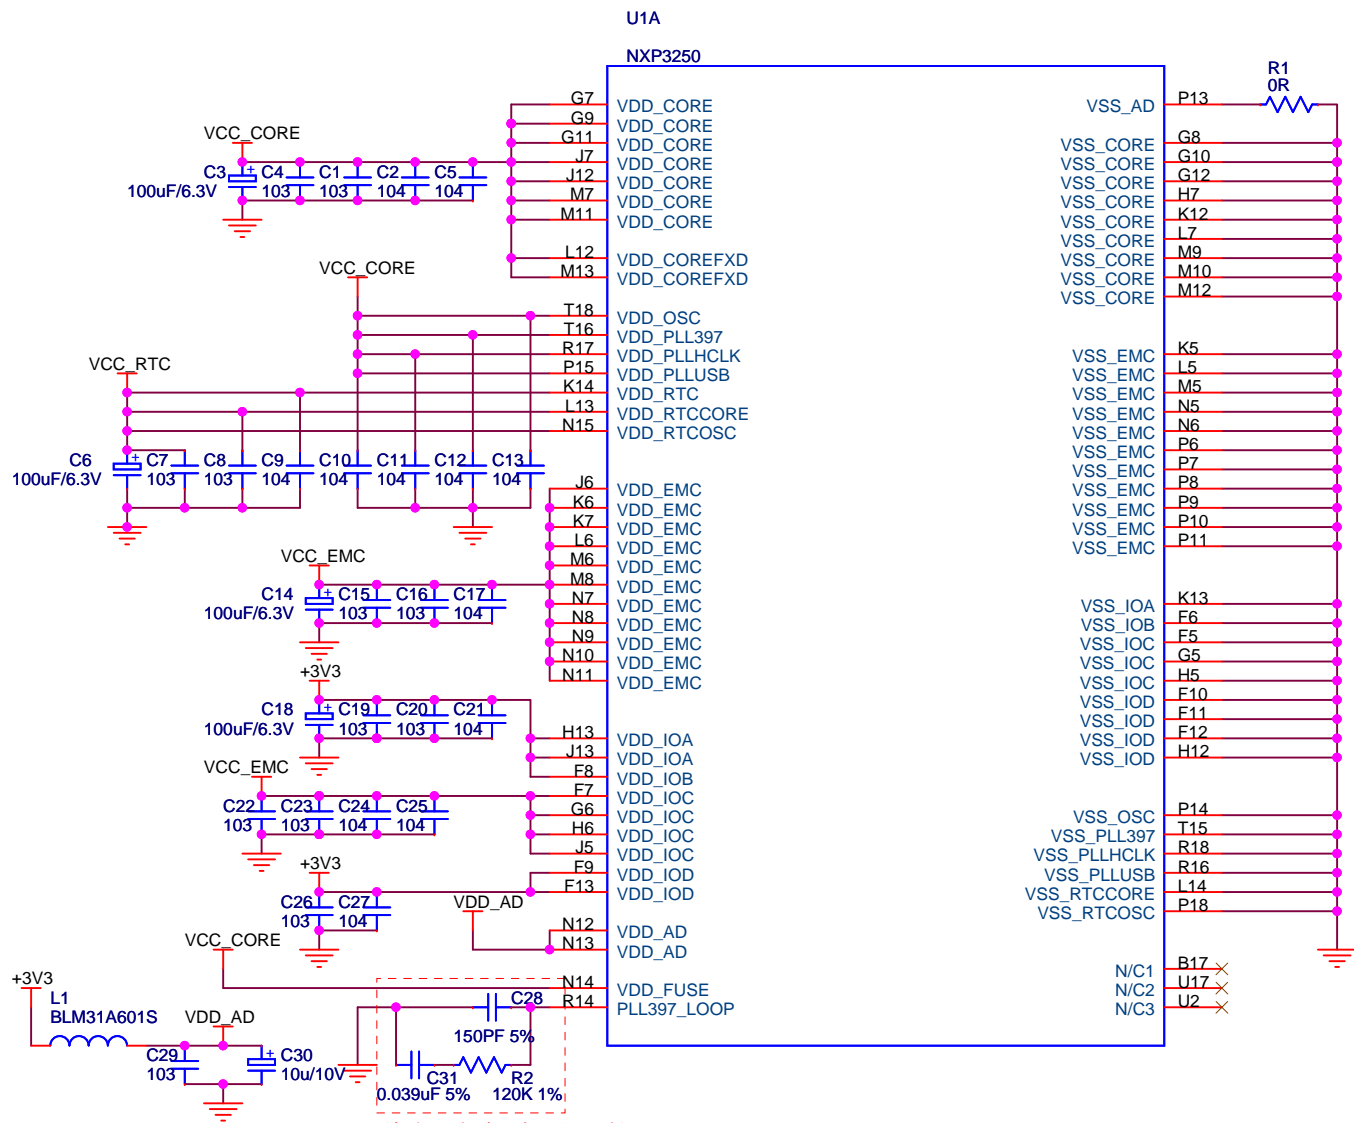 U1A
NXP3250
VCC_CORE
C3
100uF/6.3V
C4
103
C1
103
C2
104
C5
104
G7 VDD_CORE
G9 VDD_CORE
G11 VDD_CORE
J7 VDD_CORE
J12 VDD_CORE
M7 VDD_CORE
M11 VDD_CORE
L12 VDD_COREFXD
M13 VDD_COREFXD
VCC_CORE
T18 VDD_OSC
T16 VDD_PLL397
R17 VDD_PLLHCLK
P15 VDD_PLLUSB
VCC_RTC
K14 VDD_RTC
L13 VDD_RTCCORE
N15 VDD_RTCOSC
C6
100uF/6.3V
C7
103
C8
103
C9
104
C10
104
C11
104
C12
104
C13
104
J6 VDD_EMC
K6 VDD_EMC
K7 VDD_EMC
L6 VDD_EMC
M6 VDD_EMC
M8 VDD_EMC
N7 VDD_EMC
N8 VDD_EMC
N9 VDD_EMC
N10 VDD_EMC
N11 VDD_EMC
VCC_EMC
C14
100uF/6.3V
C15
103
C16
103
C17
104
+3V3
C18
100uF/6.3V
C19
103
C20
103
C21
104
H13 VDD_IOA
J13 VDD_IOA
F8 VDD_IOB
VCC_EMC
C22
103
C23
103
C24
104
C25
104
F7 VDD_IOC
G6 VDD_IOC
H6 VDD_IOC
J5 VDD_IOC
+3V3
C26
103
C27
104
F9 VDD_IOD
F13 VDD_IOD
VDD_AD
N12 VDD_AD
N13 VDD_AD
VCC_CORE
N14 VDD_FUSE
R14 PLL397_LOOP
+3V3
L1
BLM31A601S
VDD_AD
C29
103
C30
10u/10V
C28
150PF 5%
C31
0.039uF 5%
R2
120K 1%
R1
0R
VSS_AD P13
VSS_CORE G8
VSS_CORE G10
VSS_CORE G12
VSS_CORE H7
VSS_CORE K12
VSS_CORE L7
VSS_CORE M9
VSS_CORE M10
VSS_CORE M12
VSS_EMC K5
VSS_EMC L5
VSS_EMC M5
VSS_EMC N5
VSS_EMC N6
VSS_EMC P6
VSS_EMC P7
VSS_EMC P8
VSS_EMC P9
VSS_EMC P10
VSS_EMC P11
VSS_IOA K13
VSS_IOB F6
VSS_IOC F5
VSS_IOC G5
VSS_IOC H5
VSS_IOD F10
VSS_IOD F11
VSS_IOD F12
VSS_IOD H12
VSS_OSC P14
VSS_PLL397 T15
VSS_PLLHCLK R18
VSS_PLLUSB R16
VSS_RTCCORE L14
VSS_RTCOSC P18
N/C1 B17
N/C2 U17
N/C3 U2